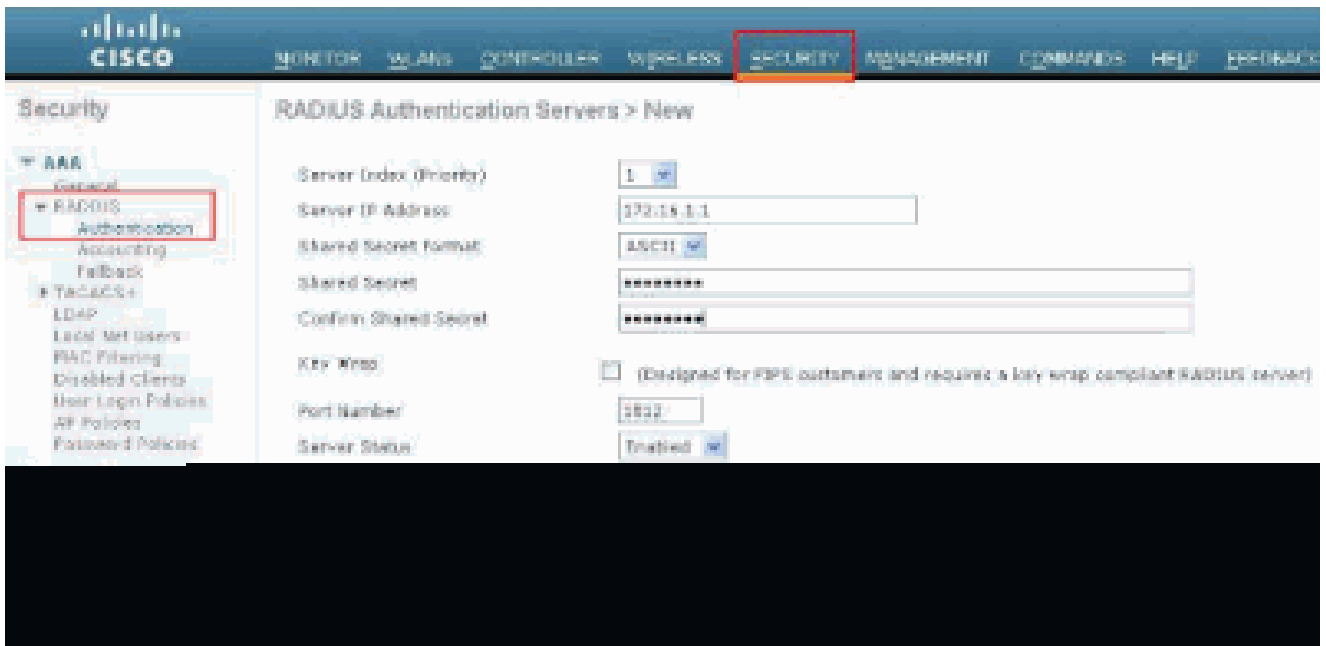 CISCO
MONITOR WLANs CONTROLLER WIRELESS SECURITY MANAGEMENT COMMANDS HELP FEEDBACK
Security
RADIUS Authentication Servers > New
AAA
General
RADIUS
Authentication
Accounting
Fallback
TACACS+
LDAP
Local Net Users
MAC Filtering
Disabled Clients
User Login Policies
AP Policies
Password Policies
Server Index (Priority) 1
Server IP Address 172.16.1.1
Shared Secret Format ASCII
Shared Secret ••••••••
Confirm Shared Secret ••••••••
Key Wrap (Designed for FIPS customers and requires a key wrap compliant RADIUS server)
Port Number 1812
Server Status Enabled